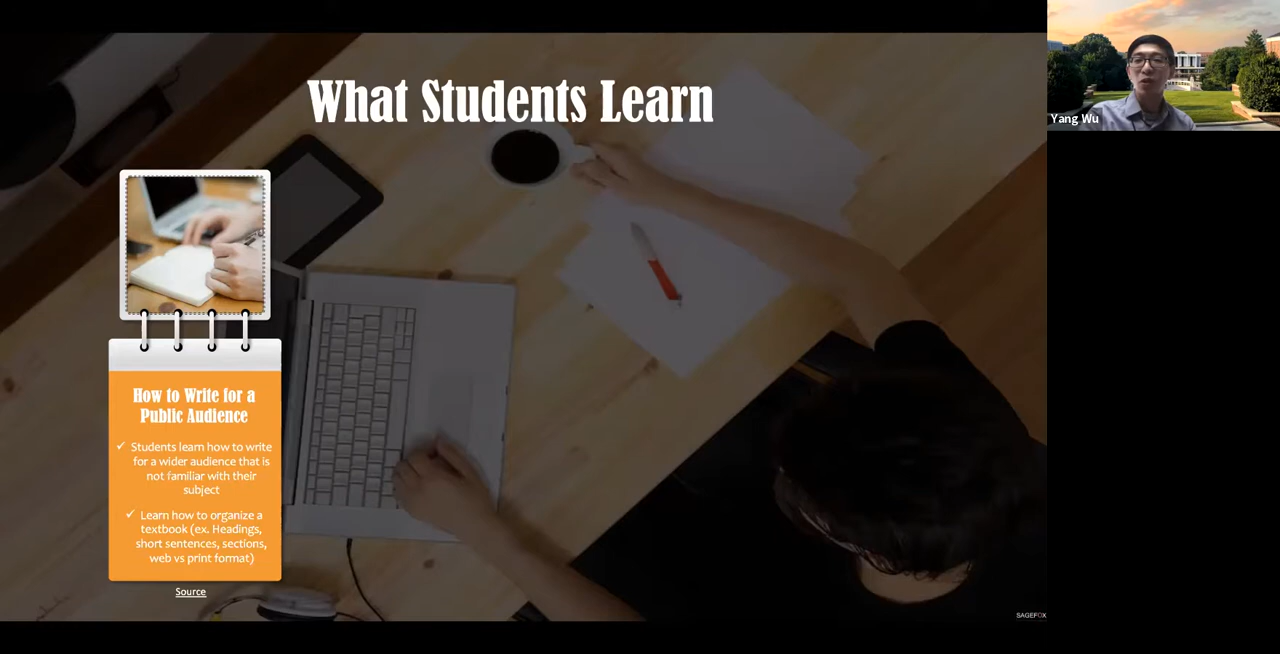 What Students Learn
Yang Wu
How to Write for a
Public Audience
✓ Students learn how to write
for a wider audience that is
not familiar with their
subject
✓ Learn how to organize a
textbook (ex. Headings,
short sentences, sections,
web vs print format)
Source
SAGEFOX